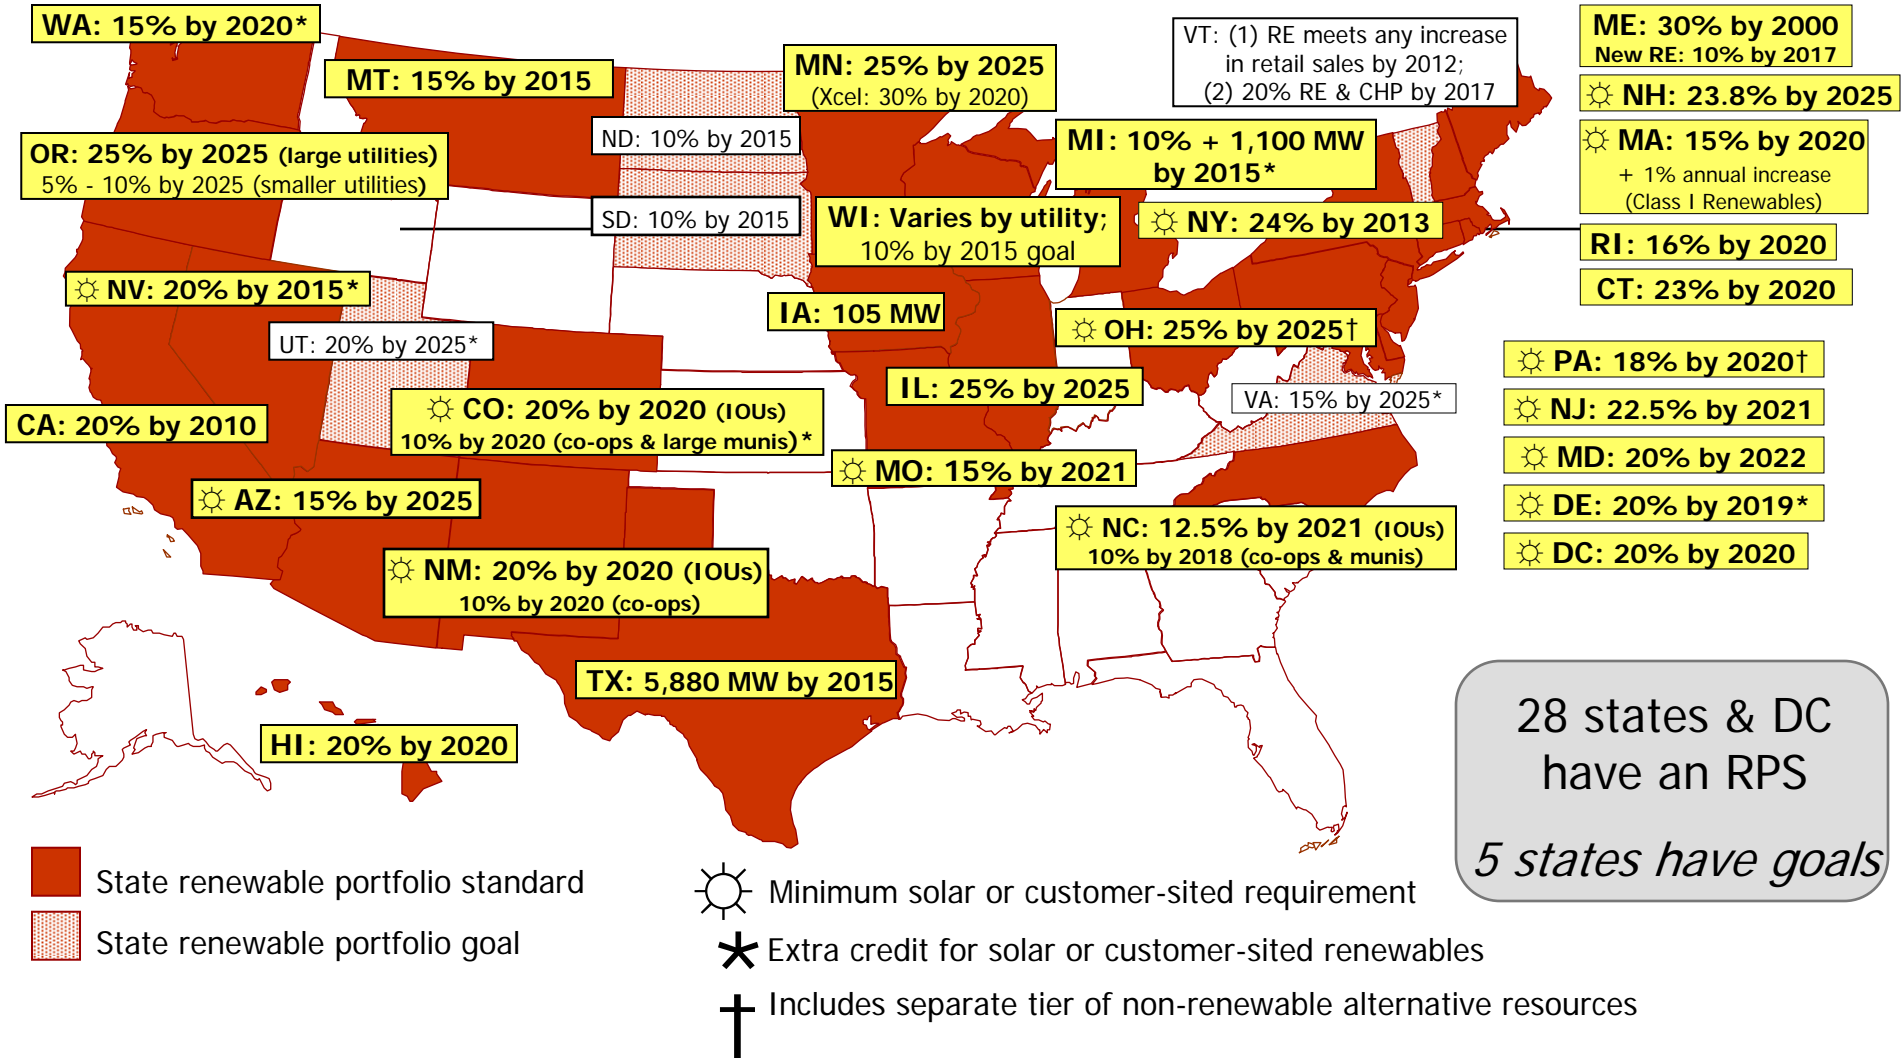 WA: 15% by 2020*
MT: 15% by 2015
MN: 25% by 2025
(Xcel: 30% by 2020)
VT: (1) RE meets any increase
in retail sales by 2012;
(2) 20% RE & CHP by 2017
ME: 30% by 2000
New RE: 10% by 2017
☼ NH: 23.8% by 2025
☼ MA: 15% by 2020
+ 1% annual increase
(Class I Renewables)
RI: 16% by 2020
CT: 23% by 2020
OR: 25% by 2025 (large utilities)
5% - 10% by 2025 (smaller utilities)
ND: 10% by 2015
SD: 10% by 2015
MI: 10% + 1,100 MW
by 2015*
WI: Varies by utility;
10% by 2015 goal
☼ NY: 24% by 2013
☼ NV: 20% by 2015*
UT: 20% by 2025*
IA: 105 MW
☼ OH: 25% by 2025†
IL: 25% by 2025
VA: 15% by 2025*
☼ PA: 18% by 2020†
☼ NJ: 22.5% by 2021
☼ MD: 20% by 2022
☼ DE: 20% by 2019*
☼ DC: 20% by 2020
CA: 20% by 2010
☼ CO: 20% by 2020 (IOUs)
10% by 2020 (co-ops & large munis)*
☼ MO: 15% by 2021
☼ AZ: 15% by 2025
☼ NC: 12.5% by 2021 (IOUs)
10% by 2018 (co-ops & munis)
☼ NM: 20% by 2020 (IOUs)
10% by 2020 (co-ops)
TX: 5,880 MW by 2015
HI: 20% by 2020
28 states & DC
have an RPS
5 states have goals
State renewable portfolio standard
State renewable portfolio goal
☼ Minimum solar or customer-sited requirement
* Extra credit for solar or customer-sited renewables
† Includes separate tier of non-renewable alternative resources